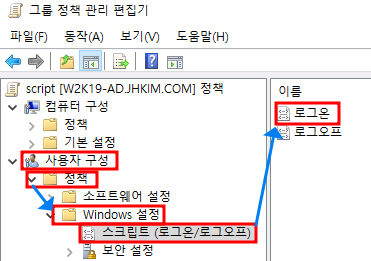 그룹 정책 관리 편집기
파일(F) 동작(A) 보기(V) 도움말(H)
script [W2K19-AD.JHKIM.COM] 정책
컴퓨터 구성
정책
기본 설정
사용자 구성
정책
소프트웨어 설정
Windows 설정
스크립트 (로그온/로그오프)
보안 설정
이름
로그온
로그오프